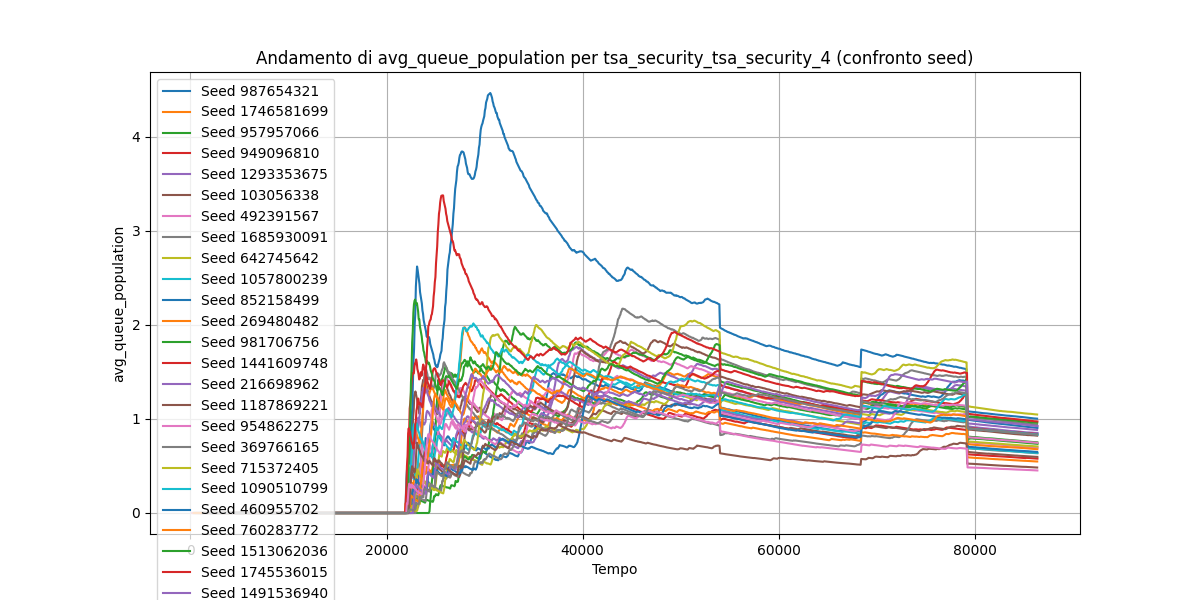 Andamento di avg_queue_population per tsa_security_tsa_security_4 (confronto seed)
avg_queue_population
4
3
2
1
0
Seed 987654321
Seed 1746581699
Seed 957957066
Seed 949096810
Seed 1293353675
Seed 103056338
Seed 492391567
Seed 1685930091
Seed 642745642
Seed 1057800239
Seed 852158499
Seed 269480482
Seed 981706756
Seed 1441609748
Seed 216698962
Seed 1187869221
Seed 954862275
Seed 369766165
Seed 715372405
Seed 1090510799
Seed 460955702
Seed 760283772
Seed 1513062036
Seed 1745536015
Seed 1491536940
0 20000 40000 60000 80000
Tempo